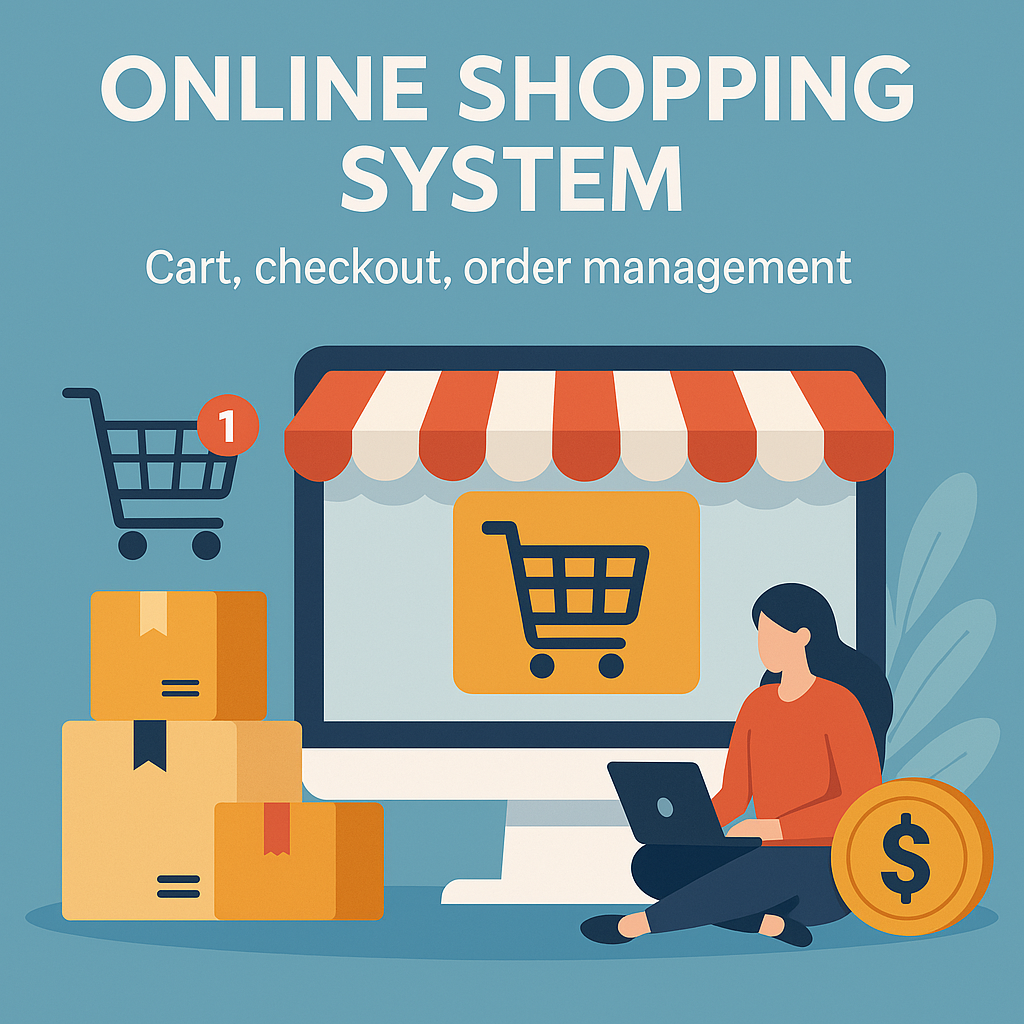 ONLINE SHOPPING
SYSTEM
Cart, checkout, order management
1
$